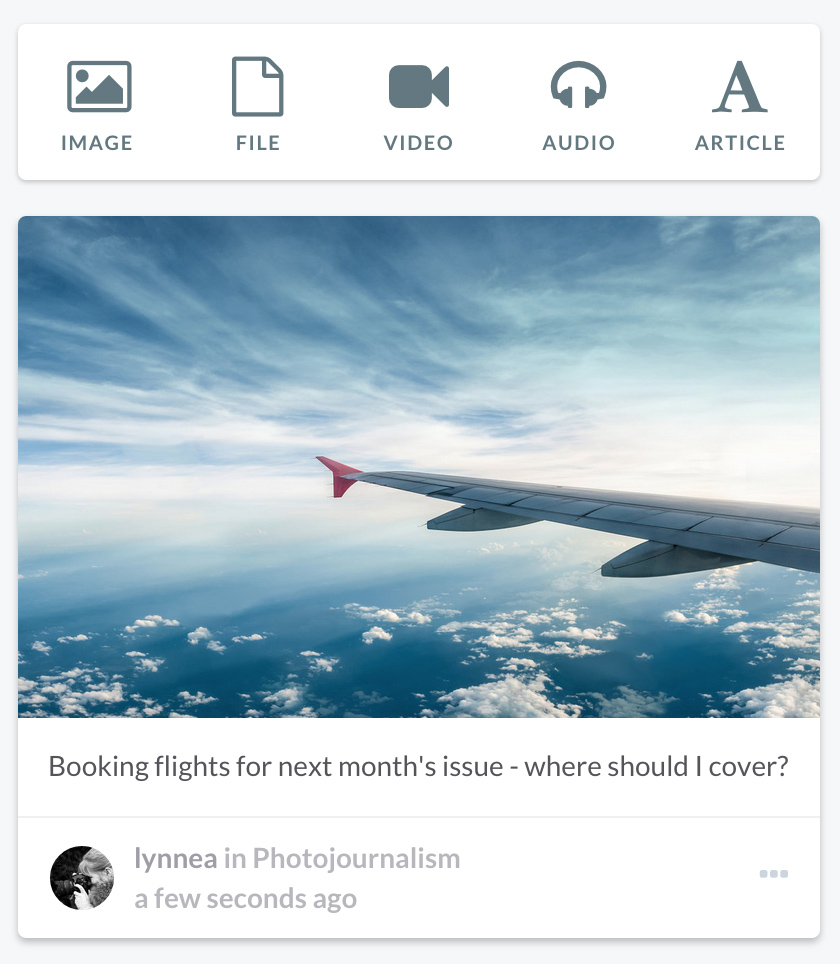 IMAGE FILE VIDEO AUDIO ARTICLE
Booking flights for next month's issue - where should I cover?
lynnea in Photojournalism
a few seconds ago